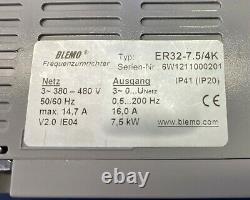 BLEMO® Typ: ER32-7.5/4K
Frequenzumrichter Serien-Nr 6W1211000201
Netz Ausgang IP41 (IP20)
3~ 380 – 480 V 3~ 0...UNetz
50/60 Hz 0.5...200 Hz
max. 14,7 A 16,0 A
V2.0 IE04 7,5 kW www.blemo.com